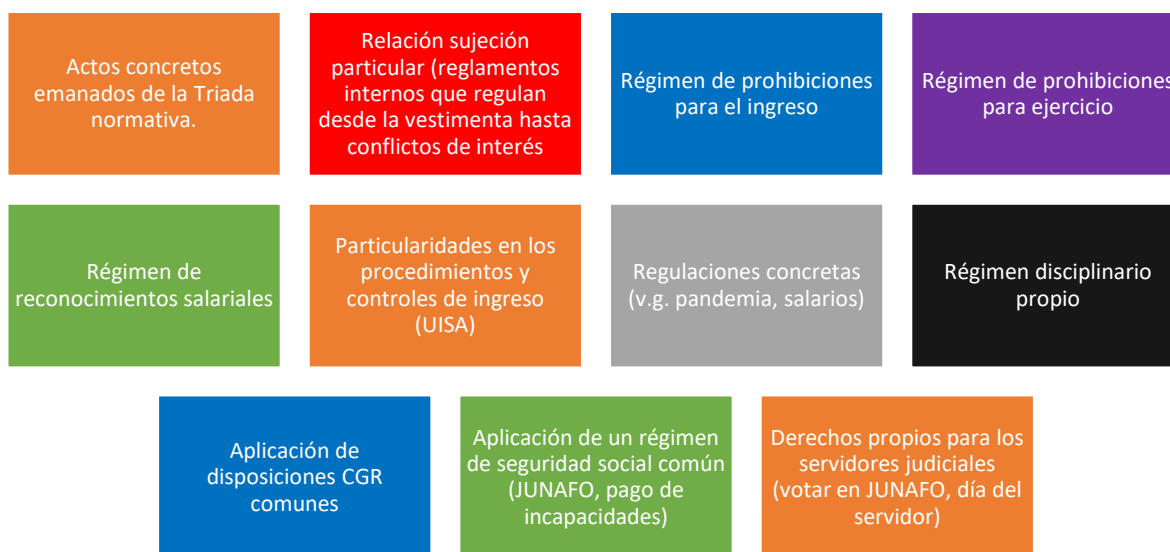 Actos concretos
emanados de la Triada
normativa.
Relación sujeción
particular (reglamentos
internos que regulan
desde la vestimenta hasta
conflictos de interés
Régimen de prohibiciones
para el ingreso
Régimen de prohibiciones
para ejercicio
Régimen de
reconocimientos salariales
Particularidades en los
procedimientos y
controles de ingreso
(UISA)
Regulaciones concretas
(v.g. pandemia, salarios)
Régimen disciplinario
propio
Aplicación de
disposiciones CGR
comunes
Aplicación de un régimen
de seguridad social común
(JUNAFO, pago de
incapacidades)
Derechos propios para los
servidores judiciales
(votar en JUNAFO, día del
servidor)